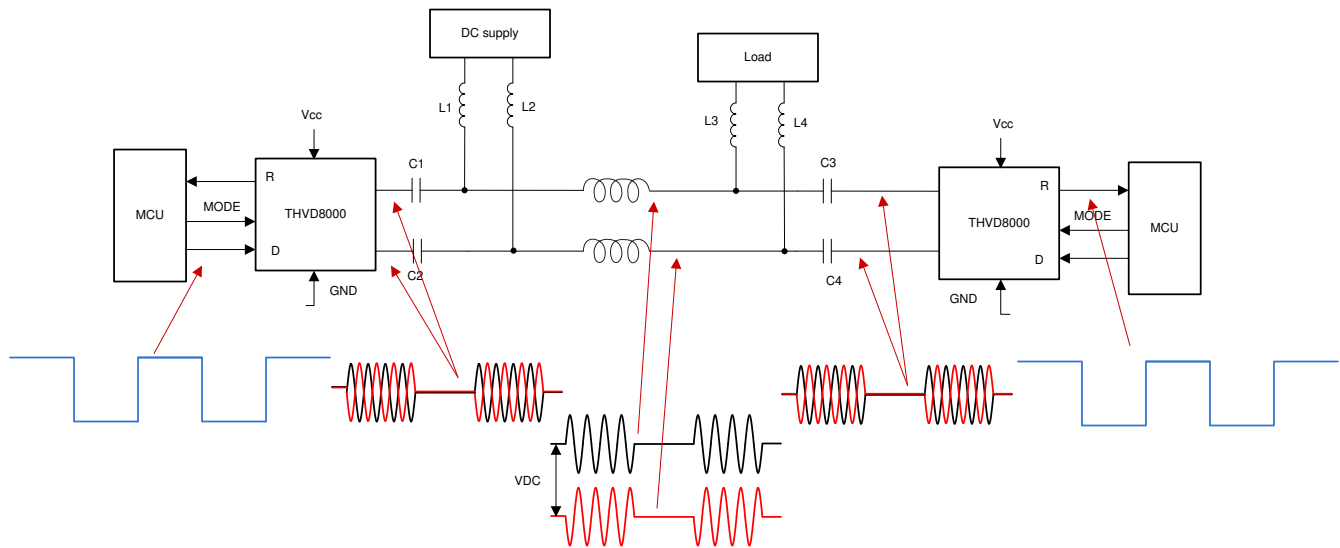 DC supply
Load
L1
L2
L3
L4
Vcc
Vcc
C1
C3
MCU
R
MODE
THVD8000
D
C2
GND
R
MODE
THVD8000
D
C4
GND
MCU
VDC